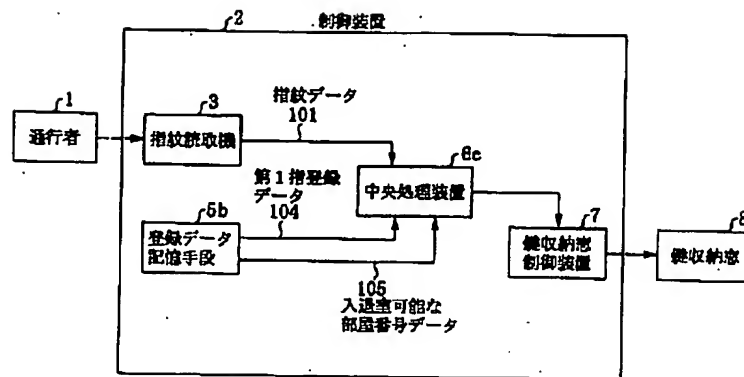 2
制御装置
1
通行者
3
指紋読取機
指紋データ
101
6c
中央処理装置
第1指登録
データ
104
5b
登録データ
記憶手段
105
入退室可能な
部屋番号データ
7
鍵収納窓
制御装置
8
鍵収納窓